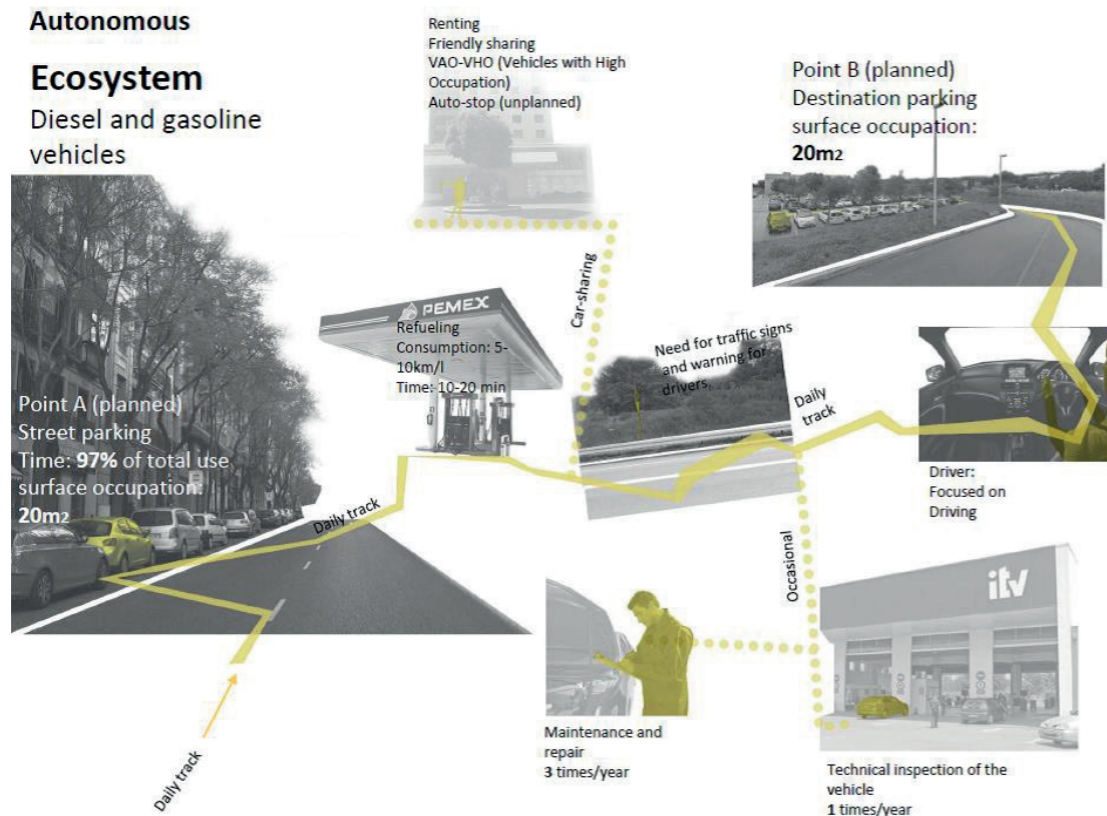 Autonomous
Ecosystem
Diesel and gasoline
vehicles
Renting
Friendly sharing
VAO-VHO (Vehicles with High
Occupation)
Auto-stop (unplanned)
Point B (planned)
Destination parking
surface occupation:
20m2
Car-sharing
PEMEX
Refueling
Consumption: 5-
10km/l
Time: 10-20 min
Need for traffic signs
and warning for
drivers.
Daily
track
Point A (planned)
Street parking
Time: 97% of total use
surface occupation:
20m2
Daily track
Driver:
Focused on
Driving
Occasional
itv
Maintenance and
repair
3 times/year
Technical inspection of the
vehicle
1 times/year
Daily track